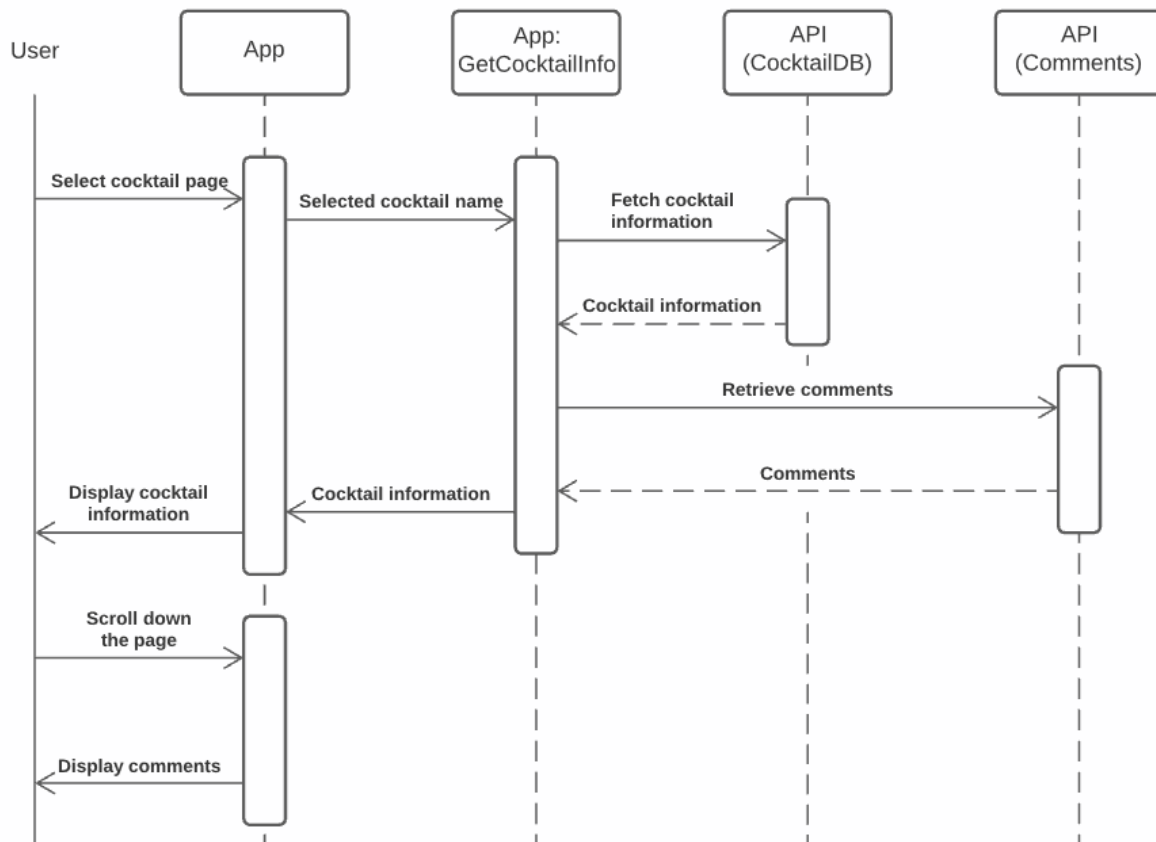 User
App
App:
GetCocktailInfo
API
(CocktailDB)
API
(Comments)
Select cocktail page
Selected cocktail name
Fetch cocktail
information
Cocktail information
Retrieve comments
Comments
Cocktail information
Display cocktail
information
Scroll down
the page
Display comments